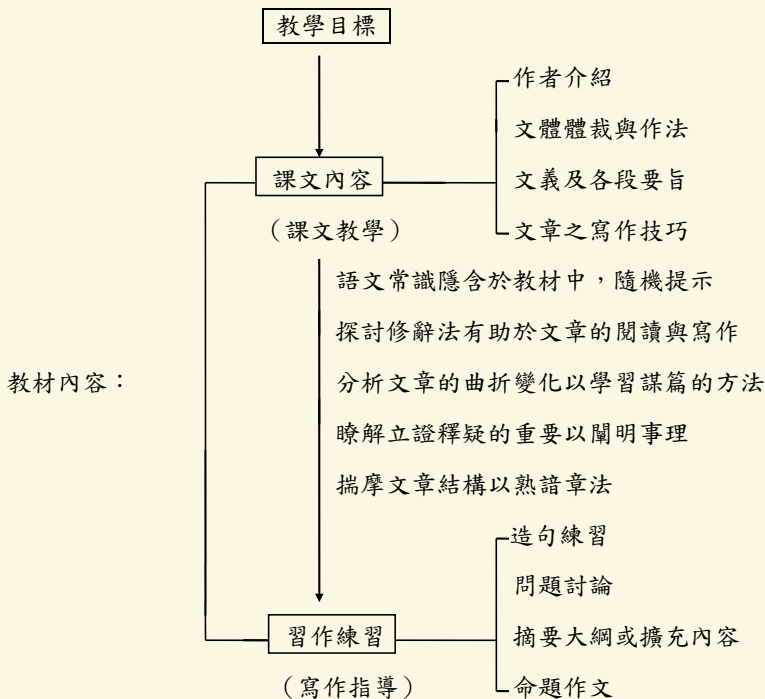 教學目標
作者介紹
文體體裁與作法
課文內容
文義及各段要旨
（課文教學）
文章之寫作技巧
語文常識隱含於教材中，隨機提示
探討修辭法有助於文章的閱讀與寫作
教材內容：
分析文章的曲折變化以學習謀篇的方法
瞭解立證釋疑的重要以闡明事理
揣摩文章結構以熟諳章法
造句練習
問題討論
習作練習
摘要大綱或擴充內容
（寫作指導）
命題作文